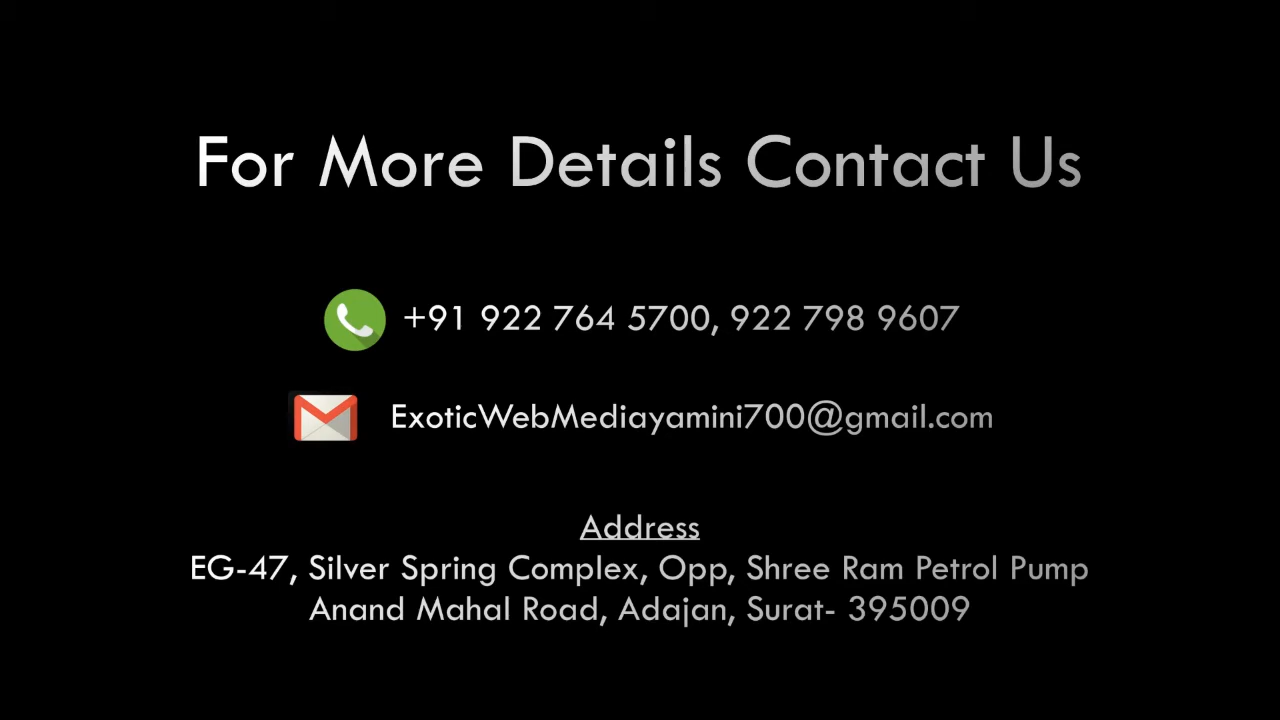 For More Details Contact Us
+91 922 764 5700, 922 798 9607
ExoticWebMediayamini700@gmail.com
Address
EG-47, Silver Spring Complex, Opp, Shree Ram Petrol Pump
Anand Mahal Road, Adajan, Surat- 395009